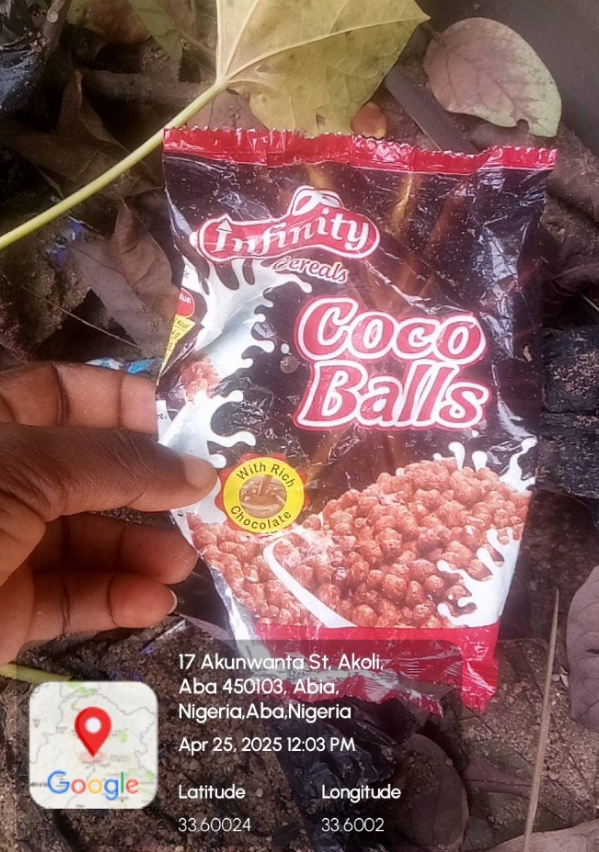 Infinity
Cereals
Coco
Balls
With Rich
Chocolate
17 Akunwanta St, Akoli,
Aba 450103, Abia,
Nigeria,Aba,Nigeria
Apr 25, 2025 12:03 PM
Google
Latitude
Longitude
33.60024
33.6002